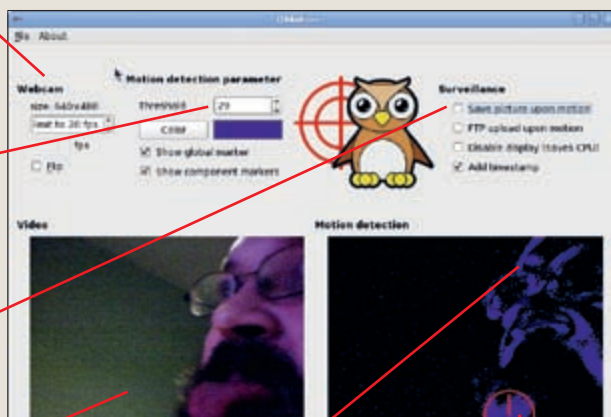 File About
Webcam
size: 640x480
fps
Flip
Motion detection parameter
Threshold 29
Color
Show global marker
Show component markers
Surveillance
Save picture upon motion
FTP upload upon motion
Disable display (saves CPU)
Add timestamp
Video
Motion detection